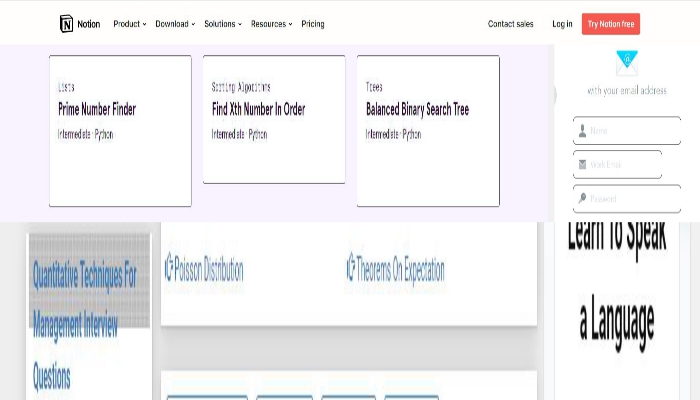 Notion Product Download Solutions Resources Pricing Contact sales Log in Try Notion free
Lists
Prime Number Finder
Intermediate · Python
Sorting Algorithms
Find Xth Number In Order
Intermediate · Python
Trees
Balanced Binary Search Tree
Intermediate · Python
with your email address
Name
Work Email
Password
Quantitative Techniques For
Management Interview
Questions
Poisson Distribution
Theorems On Expectation
Learn To Speak
a Language